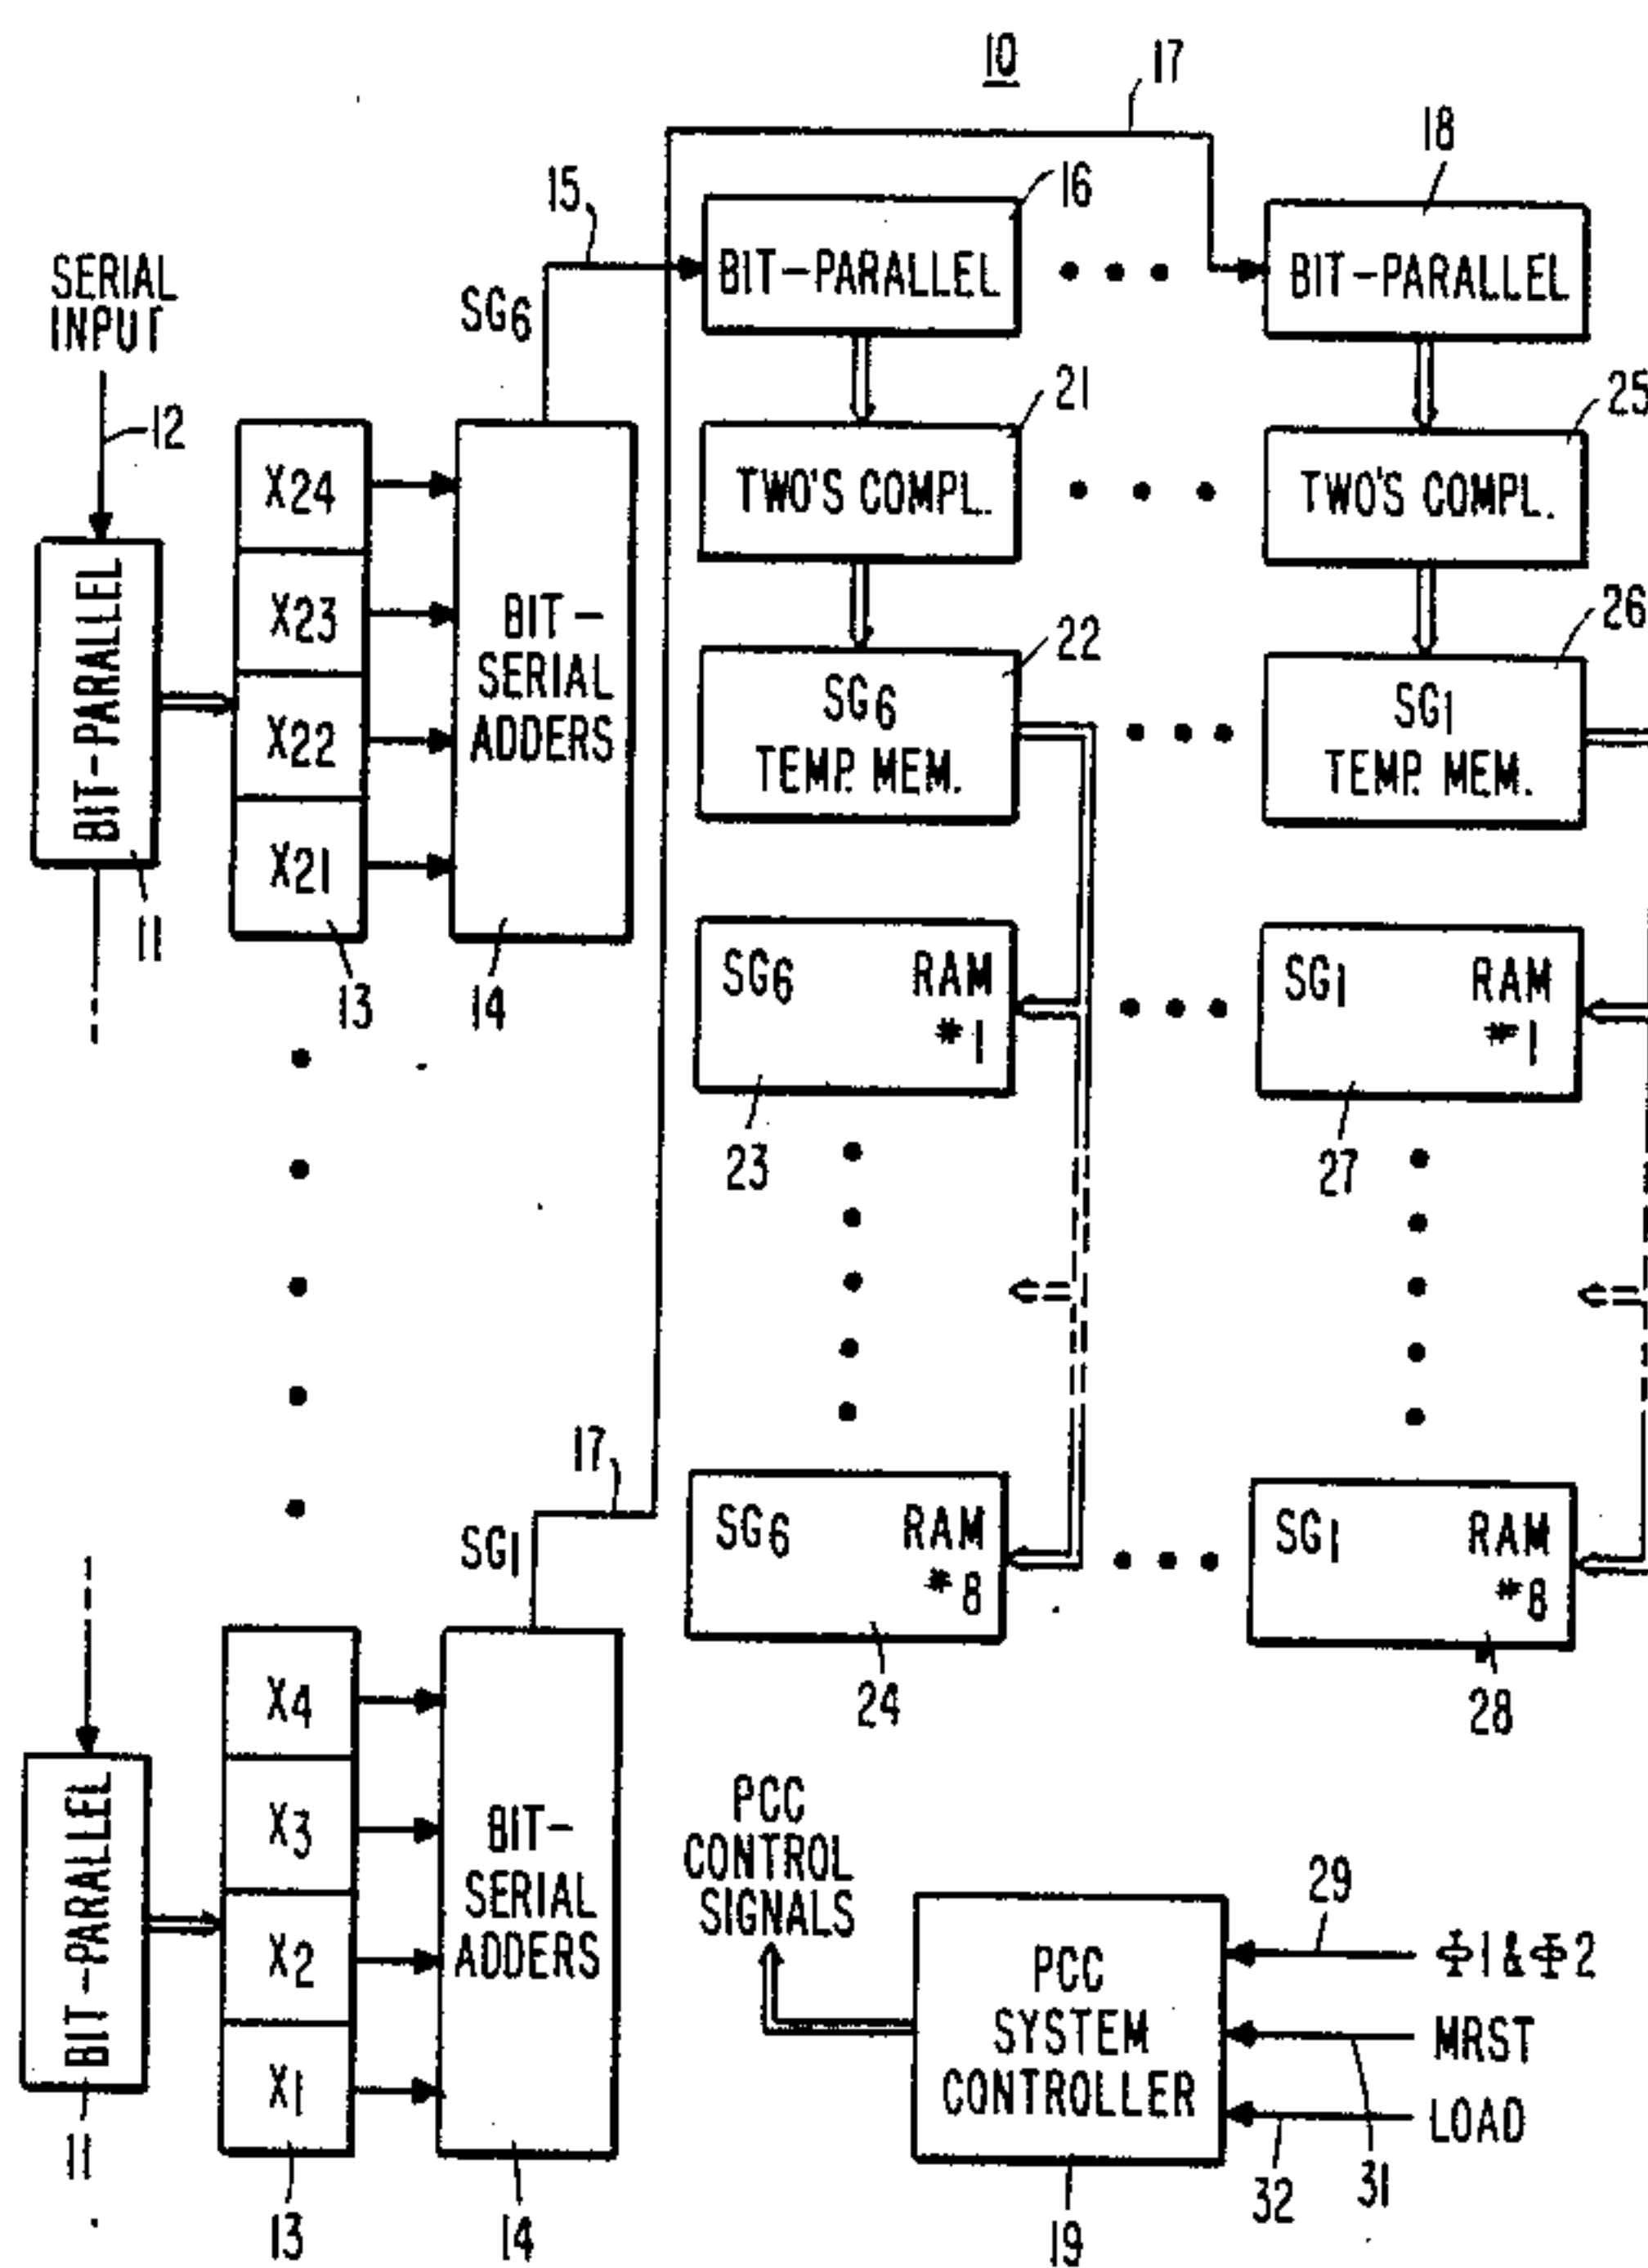 10
17
18
15
16
SERIAL
INPUT
SG6
BIT-PARALLEL
BIT-PARALLEL
12
21
25
X24
X23
X22
X21
TWO'S COMPL.
TWO'S COMPL.
BIT-PARALLEL
BIT-
SERIAL
ADDERS
22
26
SG6
TEMP. MEM.
SG1
TEMP. MEM.
11
13
14
SG6 RAM
*1
SG1 RAM
*1
23
27
17
SG1
SG6 RAM
*8
SG1 RAM
*8
24
28
X4
X3
X2
X1
BIT-PARALLEL
BIT-
SERIAL
ADDERS
PCC
CONTROL
SIGNALS
PCC
SYSTEM
CONTROLLER
29
Φ1&Φ2
MRST
LOAD
11
13
14
19
32
31